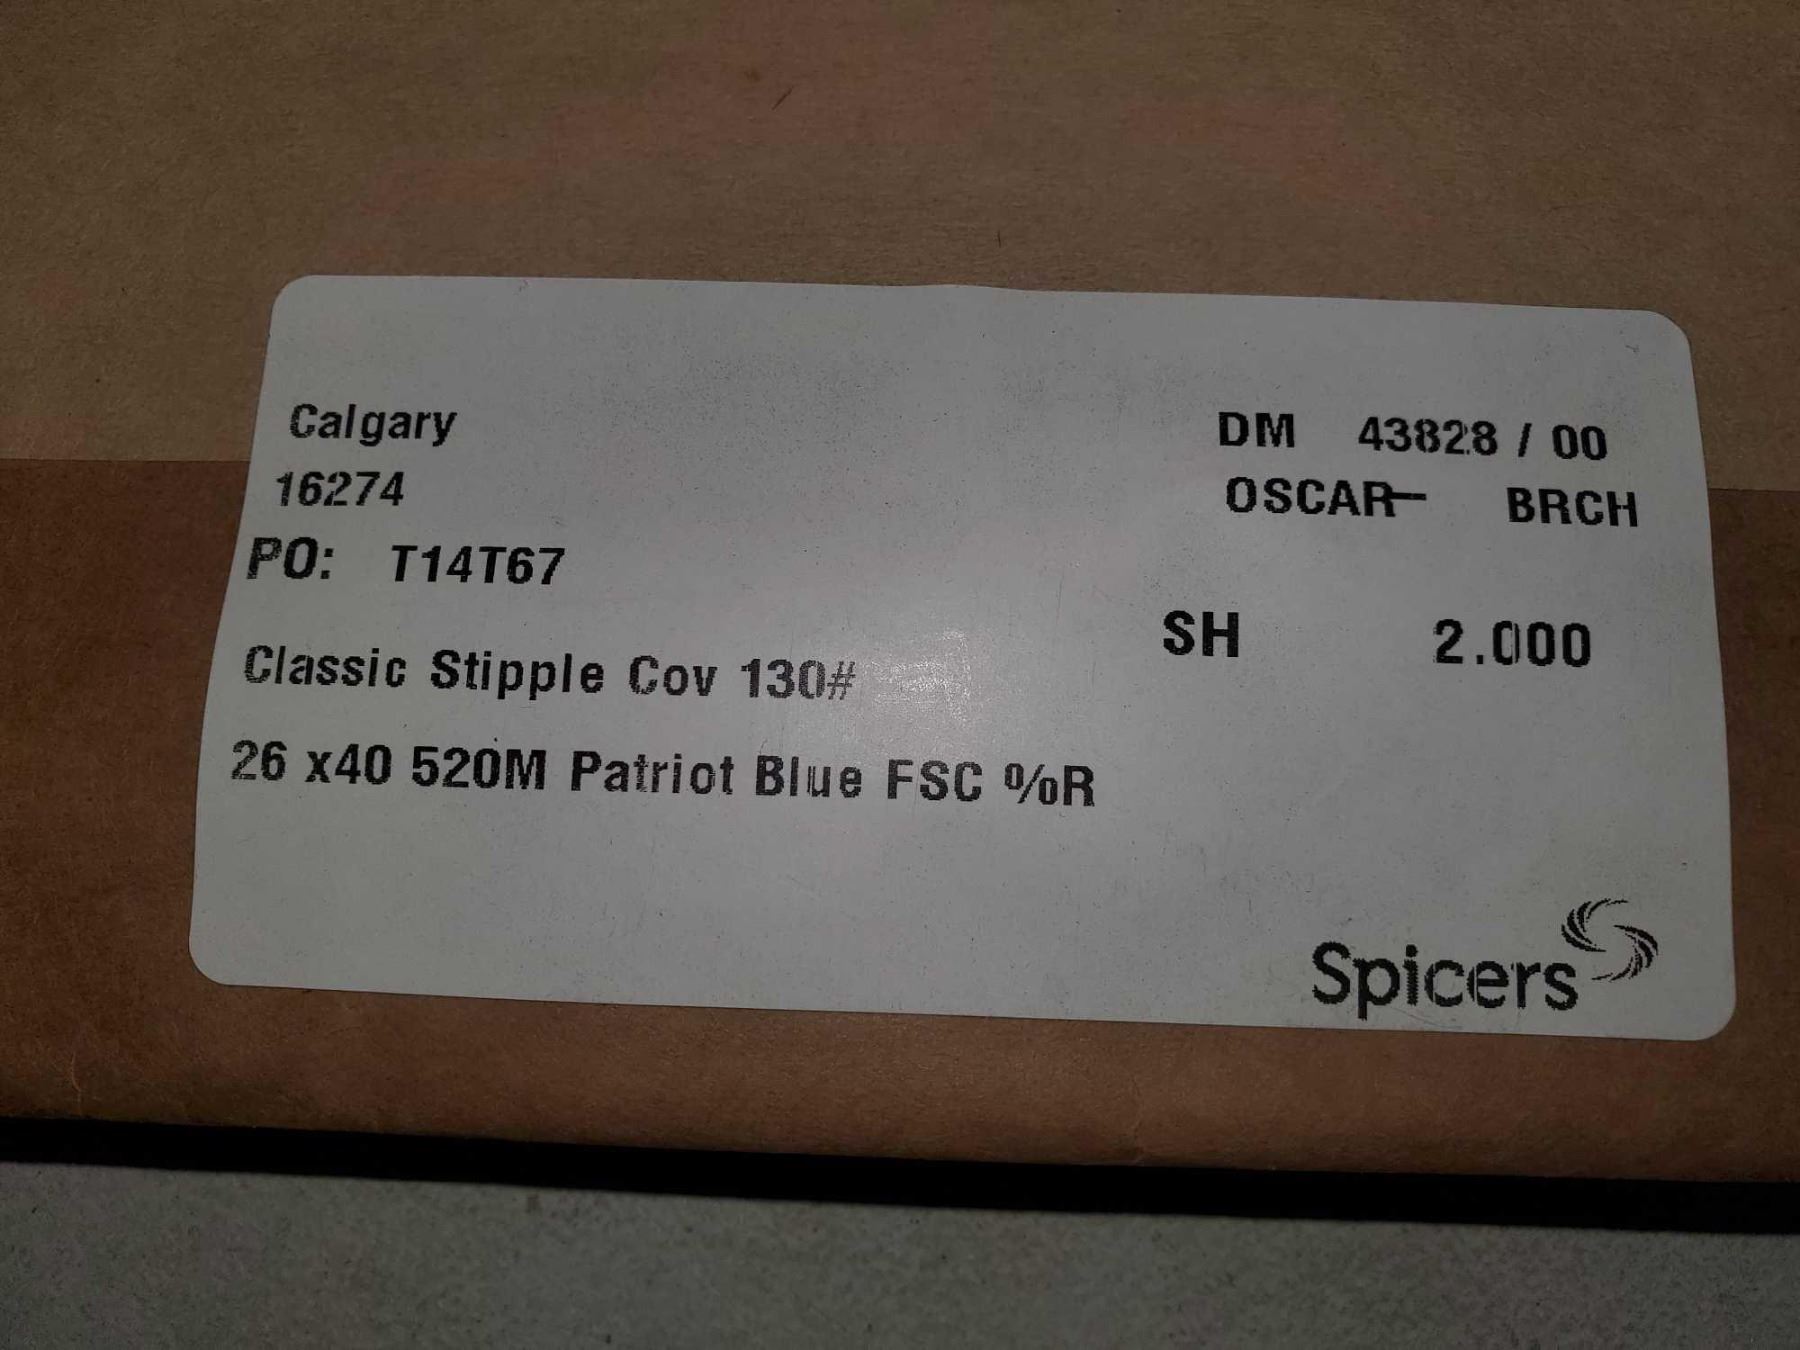 Calgary
DM 43828 / 00
16274
OSCAR- BRCH
PO: T14T67
SH 2.000
Classic Stipple Cov 130#
26 x40 520M Patriot Blue FSC %R
Spicers